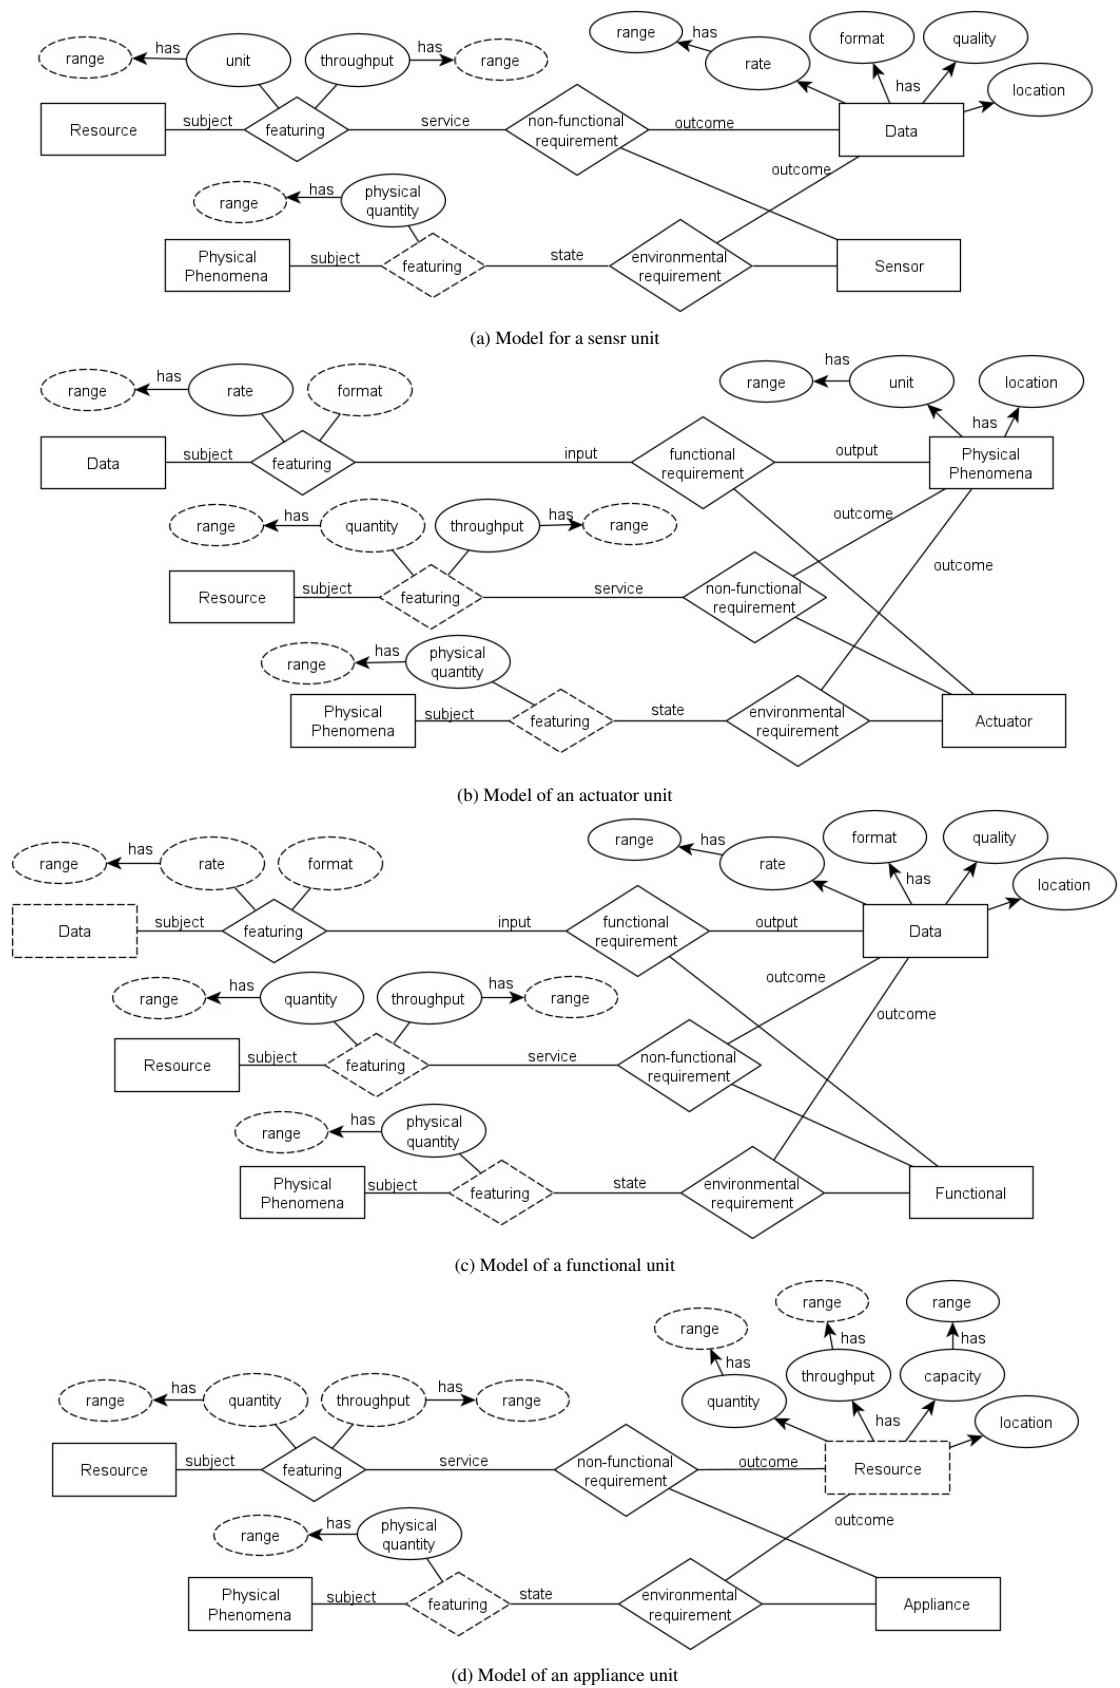 range
has
unit
throughput
has
range
range
has
rate
format
quality
has
location
Resource
subject
featuring
service
non-functional
requirement
outcome
Data
outcome
range
has
physical
quantity
Physical
Phenomena
subject
featuring
state
environmental
requirement
Sensor
(a) Model for a sensr unit
range
has
rate
format
range
has
unit
location
has
Data
subject
featuring
input
functional
requirement
output
Physical
Phenomena
range
has
quantity
throughput
has
range
outcome
outcome
Resource
subject
featuring
service
non-functional
requirement
range
has
physical
quantity
Physical
Phenomena
subject
featuring
state
environmental
requirement
Actuator
(b) Model of an actuator unit
range
has
rate
format
range
has
rate
format
quality
has
location
Data
subject
featuring
input
functional
requirement
output
Data
outcome
outcome
range
has
quantity
throughput
has
range
Resource
subject
featuring
service
non-functional
requirement
range
has
physical
quantity
Physical
Phenomena
subject
featuring
state
environmental
requirement
Functional
(c) Model of a functional unit
range
range
range
has
has
has
quantity
throughput
capacity
has
location
range
has
quantity
throughput
has
range
Resource
subject
featuring
service
non-functional
requirement
outcome
Resource
outcome
range
has
physical
quantity
Physical
Phenomena
subject
featuring
state
environmental
requirement
Appliance
(d) Model of an appliance unit